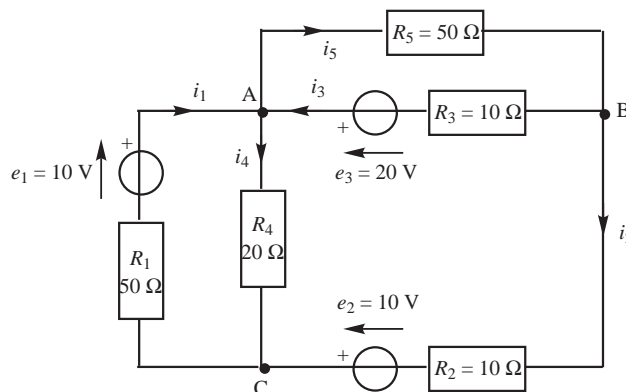 R5 = 50 Ω
i5
A
i1
i3
B
+
R3 = 10 Ω
+
i4
e3 = 20 V
e1 = 10 V
R4
20 Ω
R1
50 Ω
e2 = 10 V
+
R2 = 10 Ω
C